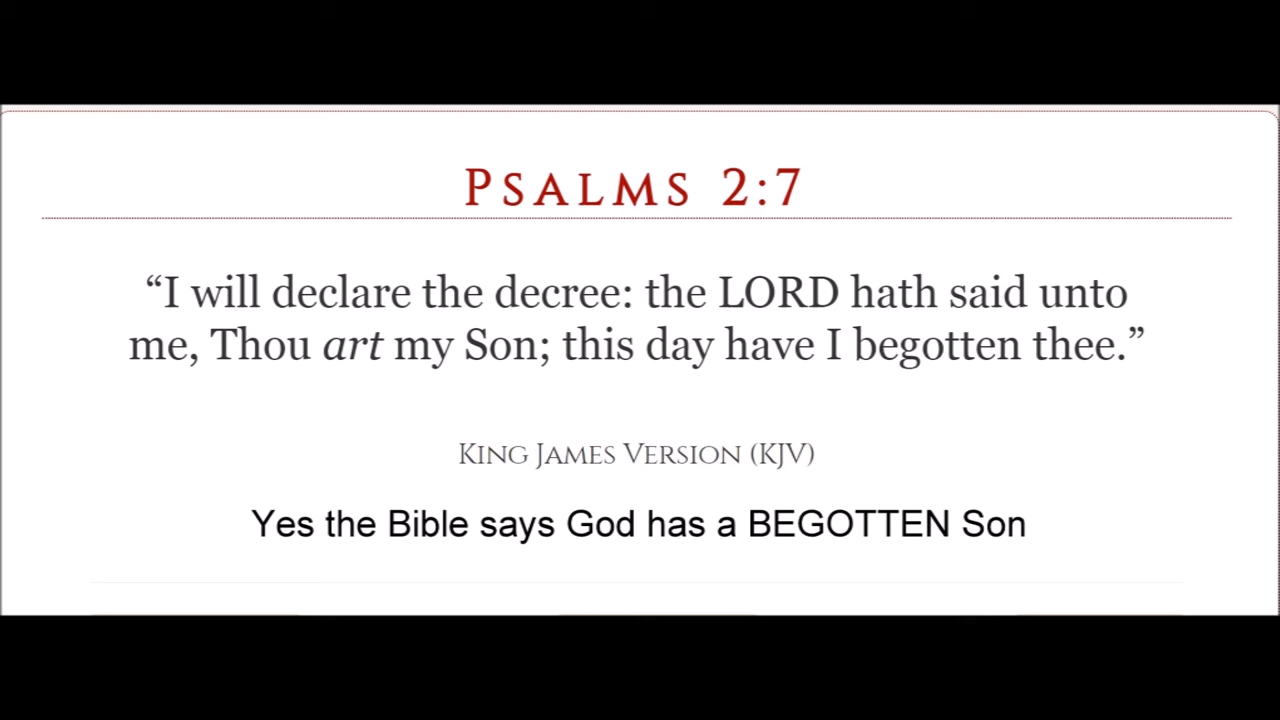 PSALMS 2:7
“I will declare the decree: the LORD hath said unto
me, Thou art my Son; this day have I begotten thee.”
KING JAMES VERSION (KJV)
Yes the Bible says God has a BEGOTTEN Son